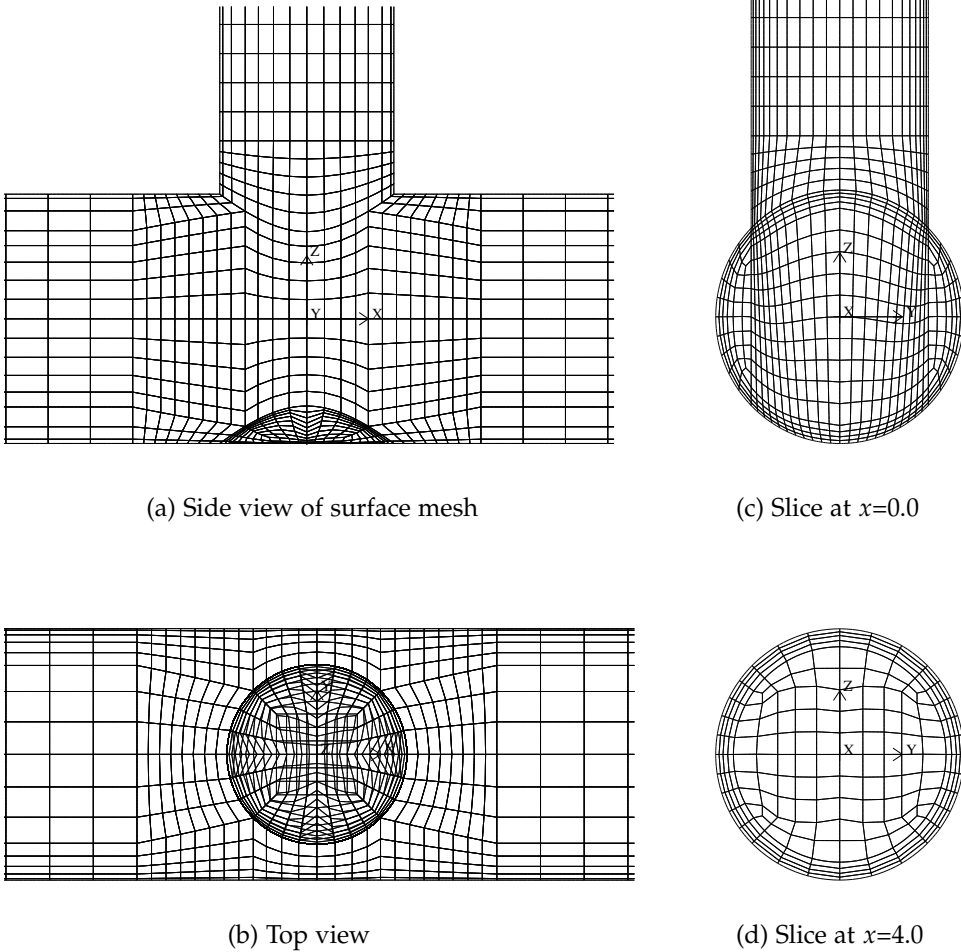 Z
Y X
Z
X Y
(a) Side view of surface mesh
(c) Slice at x=0.0
Y
Z X
Z
X Y
(b) Top view
(d) Slice at x=4.0